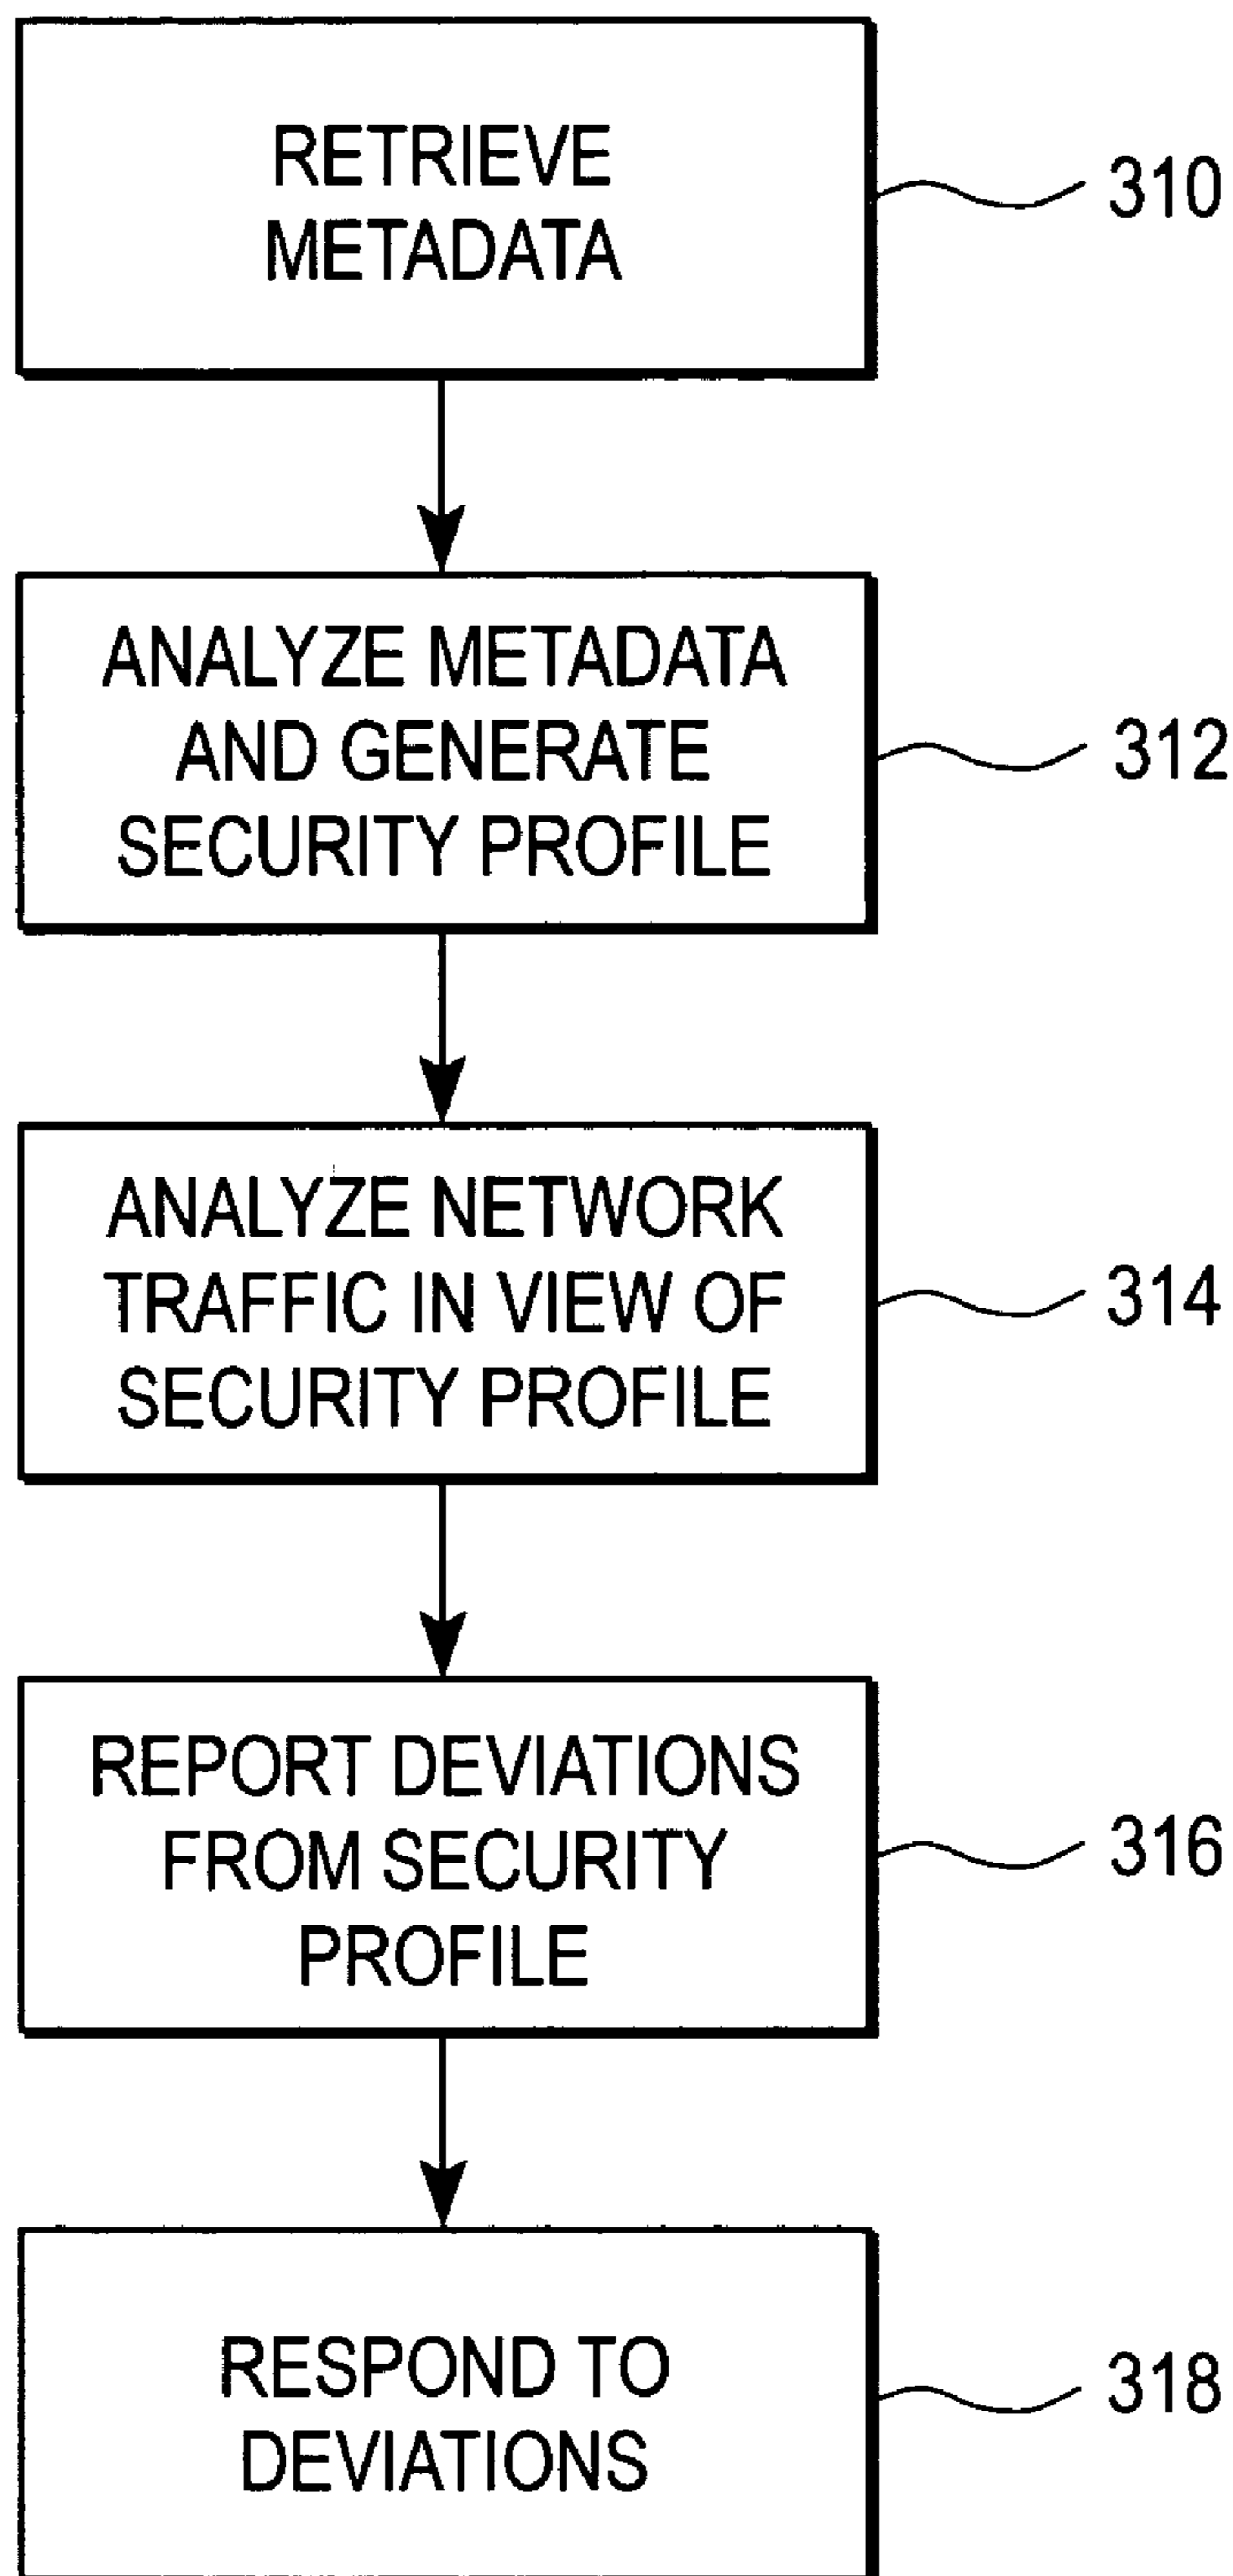 RETRIEVE
METADATA
310
ANALYZE METADATA
AND GENERATE
SECURITY PROFILE
312
ANALYZE NETWORK
TRAFFIC IN VIEW OF
SECURITY PROFILE
314
REPORT DEVIATIONS
FROM SECURITY
PROFILE
316
RESPOND TO
DEVIATIONS
318